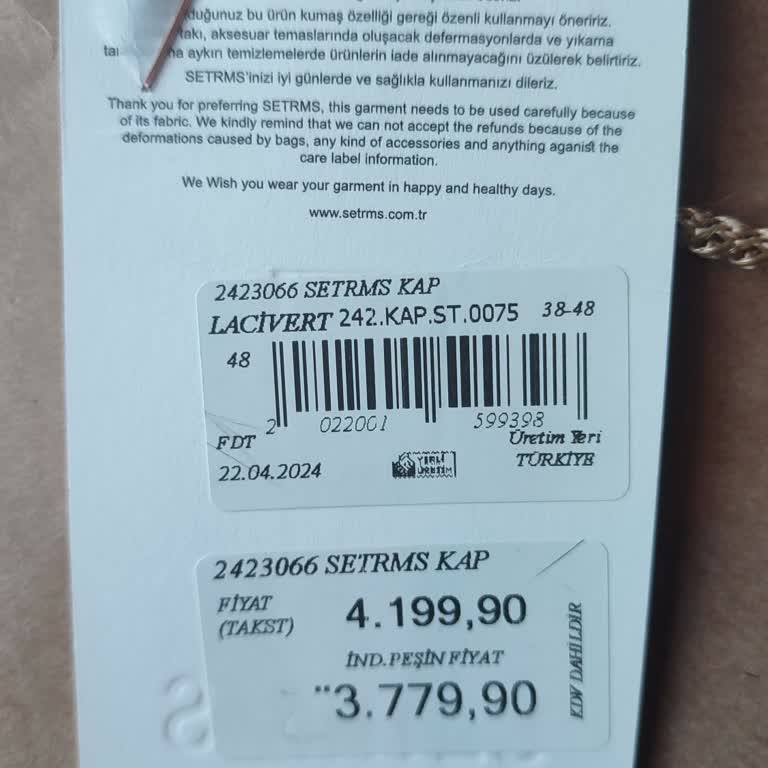 bu ürün kumaş özelliği gereği özenli kullanmayı öneririz.
takı, aksesuar temaslarında oluşacak defermasyonlarda ve yıkama
aykırı temizlemelerde ürünlerin iade alınmayacağını üzülerek belirtiriz.
SETRMS'inizi iyi günlerde ve sağlıkla kullanmanızı dileriz.
Thank you for preferring SETRMS, this garment needs to be used carefully because
of its fabric. We kindly remind that we can not accept the refunds because of the
deformations caused by bags, any kind of accessories and anything aganist the
care label information.
We Wish you wear your garment in happy and healthy days.
www.setrms.com.tr
2423066 SETRMS KAP
LACİVERT 242.KAP.ST.0075 38-48
48
2 022001 599398
FDT Üretim Yeri
22.04.2024 YERLİ ÜRETİM TÜRKİYE
2423066 SETRMS KAP
FİYAT 4.199,90
(TAKST)
İND.PEŞİN FİYAT
"3.779,90
KDV DAHİLDİR